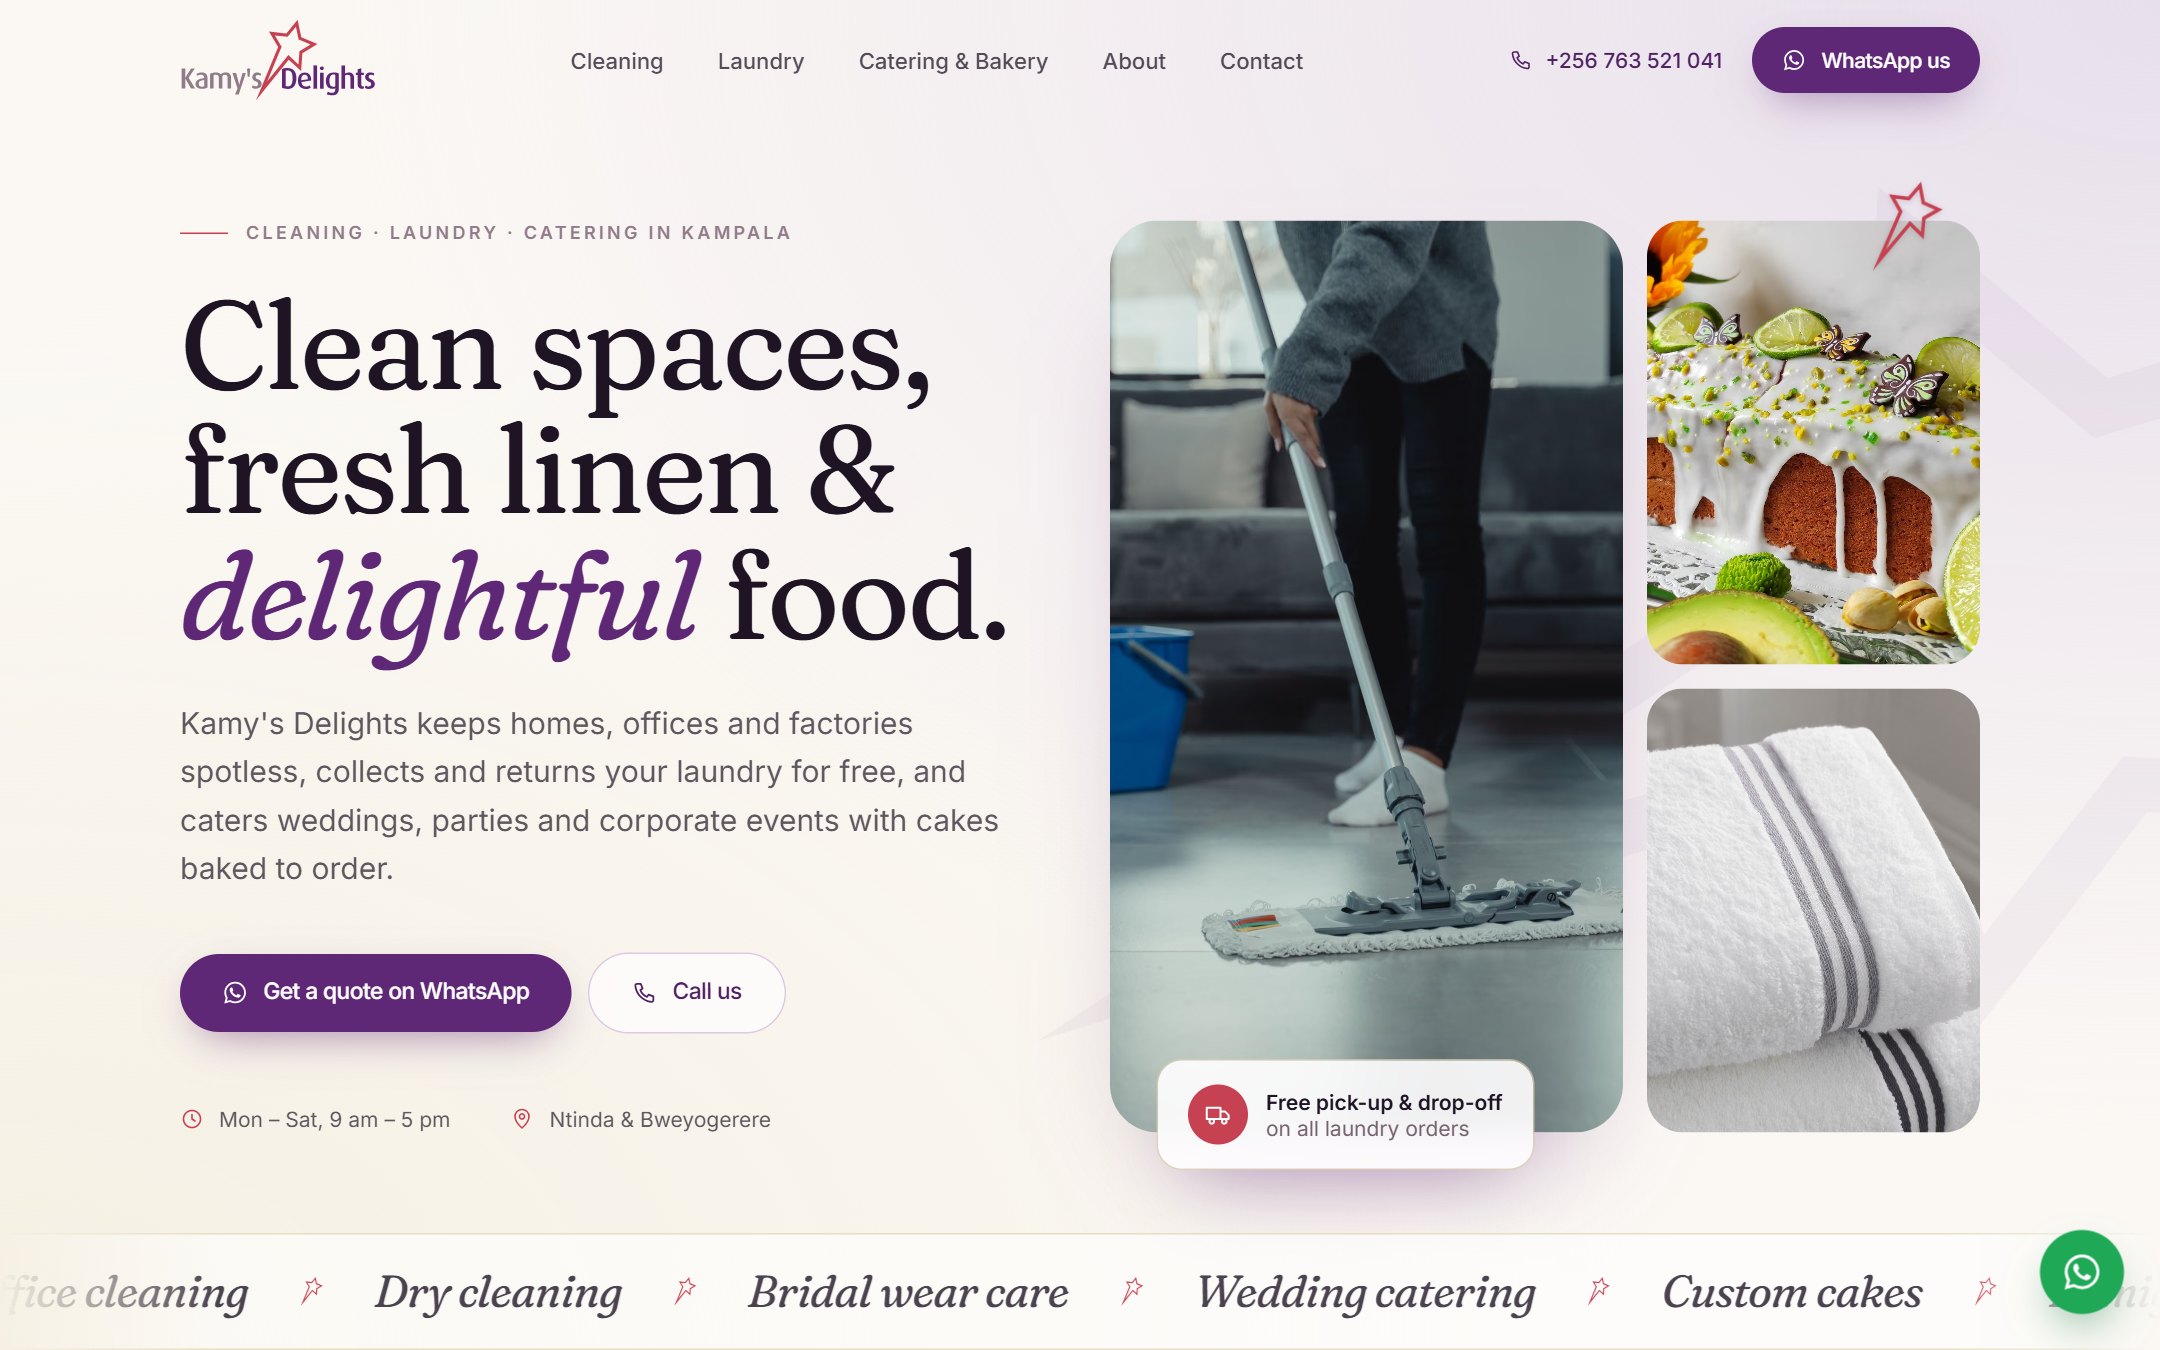 Kamy's Delights
Cleaning
Laundry
Catering & Bakery
About
Contact
+256 763 521 041
WhatsApp us
CLEANING · LAUNDRY · CATERING IN KAMPALA
Clean spaces,
fresh linen &
delightful food.
Kamy's Delights keeps homes, offices and factories
spotless, collects and returns your laundry for free, and
caters weddings, parties and corporate events with cakes
baked to order.
Get a quote on WhatsApp
Call us
Mon – Sat, 9 am – 5 pm
Ntinda & Bweyogerere
Free pick-up & drop-off
on all laundry orders
cleaning
Dry cleaning
Bridal wear care
Wedding catering
Custom cakes